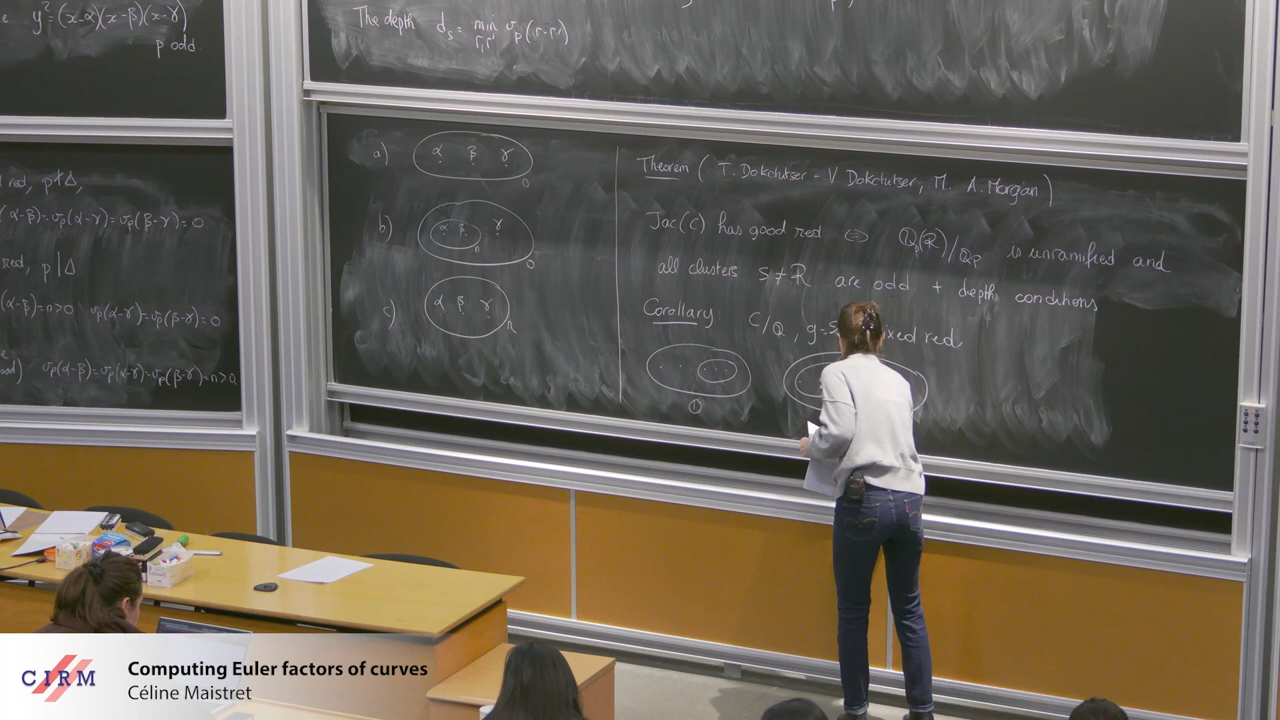 y² = (x-α)(x-β)(x-γ)
p odd
The depth d_s = min_{r,r'} v_p(r-r')
red, p∤Δ,
(α-β)=v_p(α-γ)=v_p(β-γ)=0
red, p|Δ
(α-β)=n>0 v_p(α-γ)=v_p(β-γ)=0
v_p(α-β)=v_p(α-γ)=v_p(β-γ)=n>0
a) α β γ 0
b) α β n γ 0
c) α β γ n
Theorem ( T. Dokchitser - V Dokchitser, M. A. Morgan)
Jac(C) has good red ⇔ Q_p(R)/Q_p is unramified and
all clusters s≠R are odd + depth conditions
Corollary: C/Q, g=2 red
①
CIRM
Computing Euler factors of curves
Céline Maistret